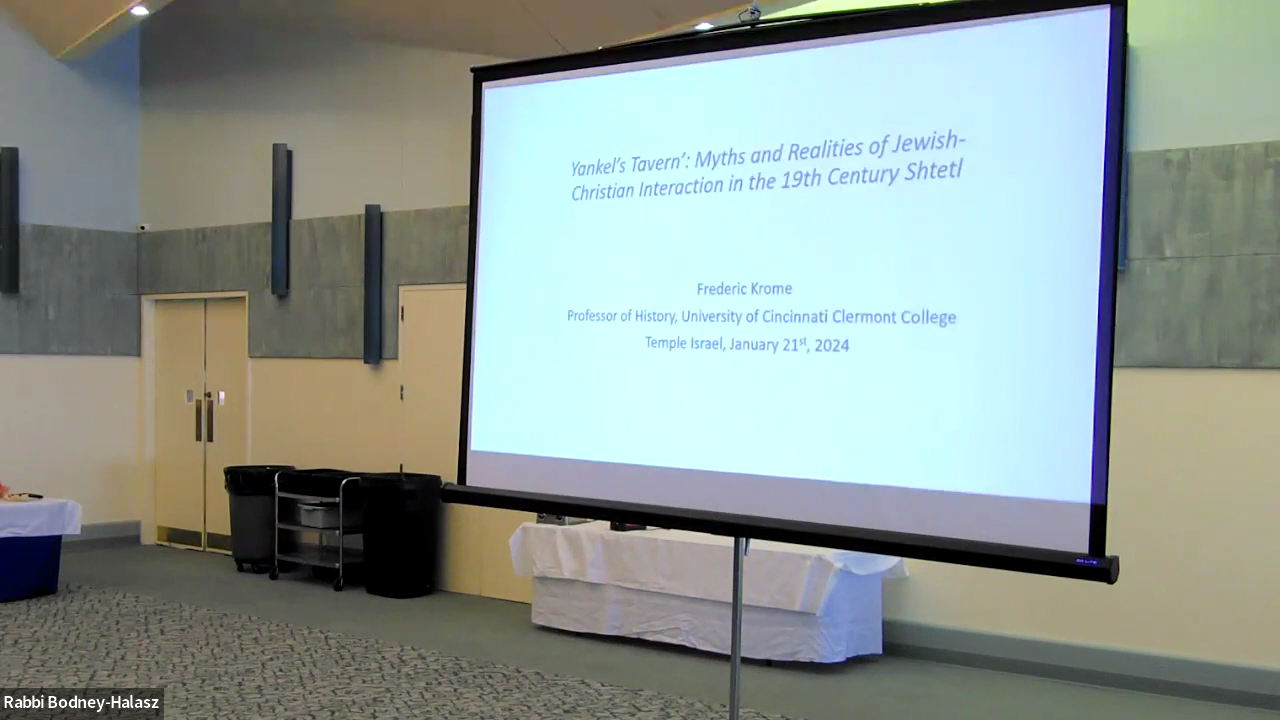 Yankel's Tavern': Myths and Realities of Jewish-
Christian Interaction in the 19th Century Shtetl
Frederic Krome
Professor of History, University of Cincinnati Clermont College
Temple Israel, January 21st, 2024
Rabbi Bodney-Halasz